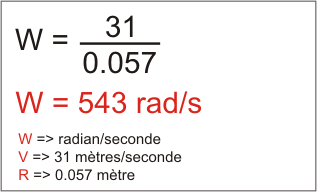 W = 31 / 0.057
W = 543 rad/s
W => radian/seconde
V => 31 mètres/seconde
R => 0.057 mètre